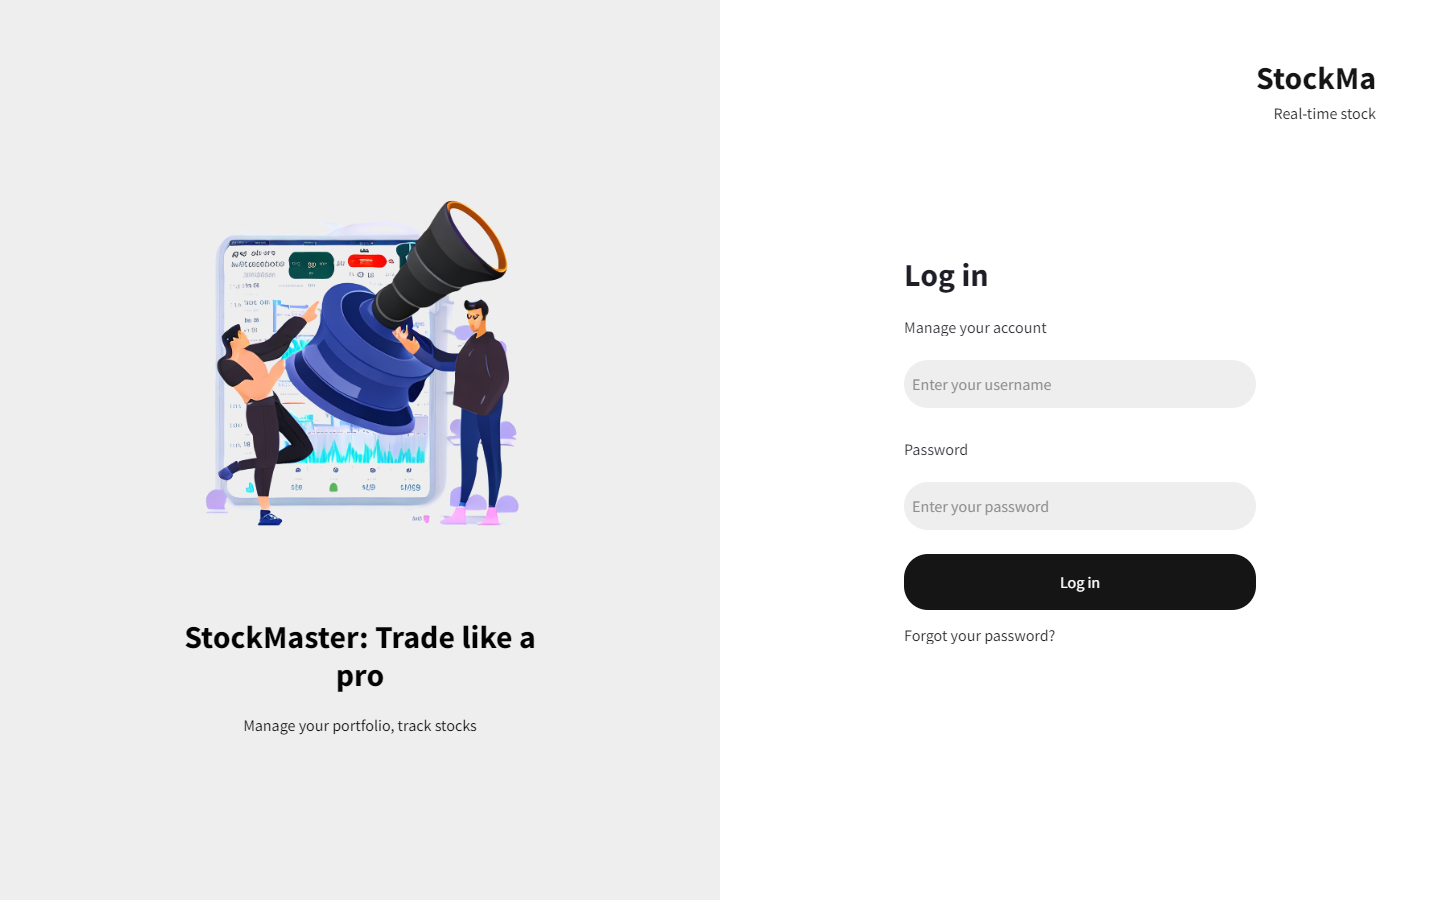 StockMaster: Trade like a
pro
Manage your portfolio, track stocks
StockMa
Real-time stock
Log in
Manage your account
Enter your username
Password
Enter your password
Log in
Forgot your password?